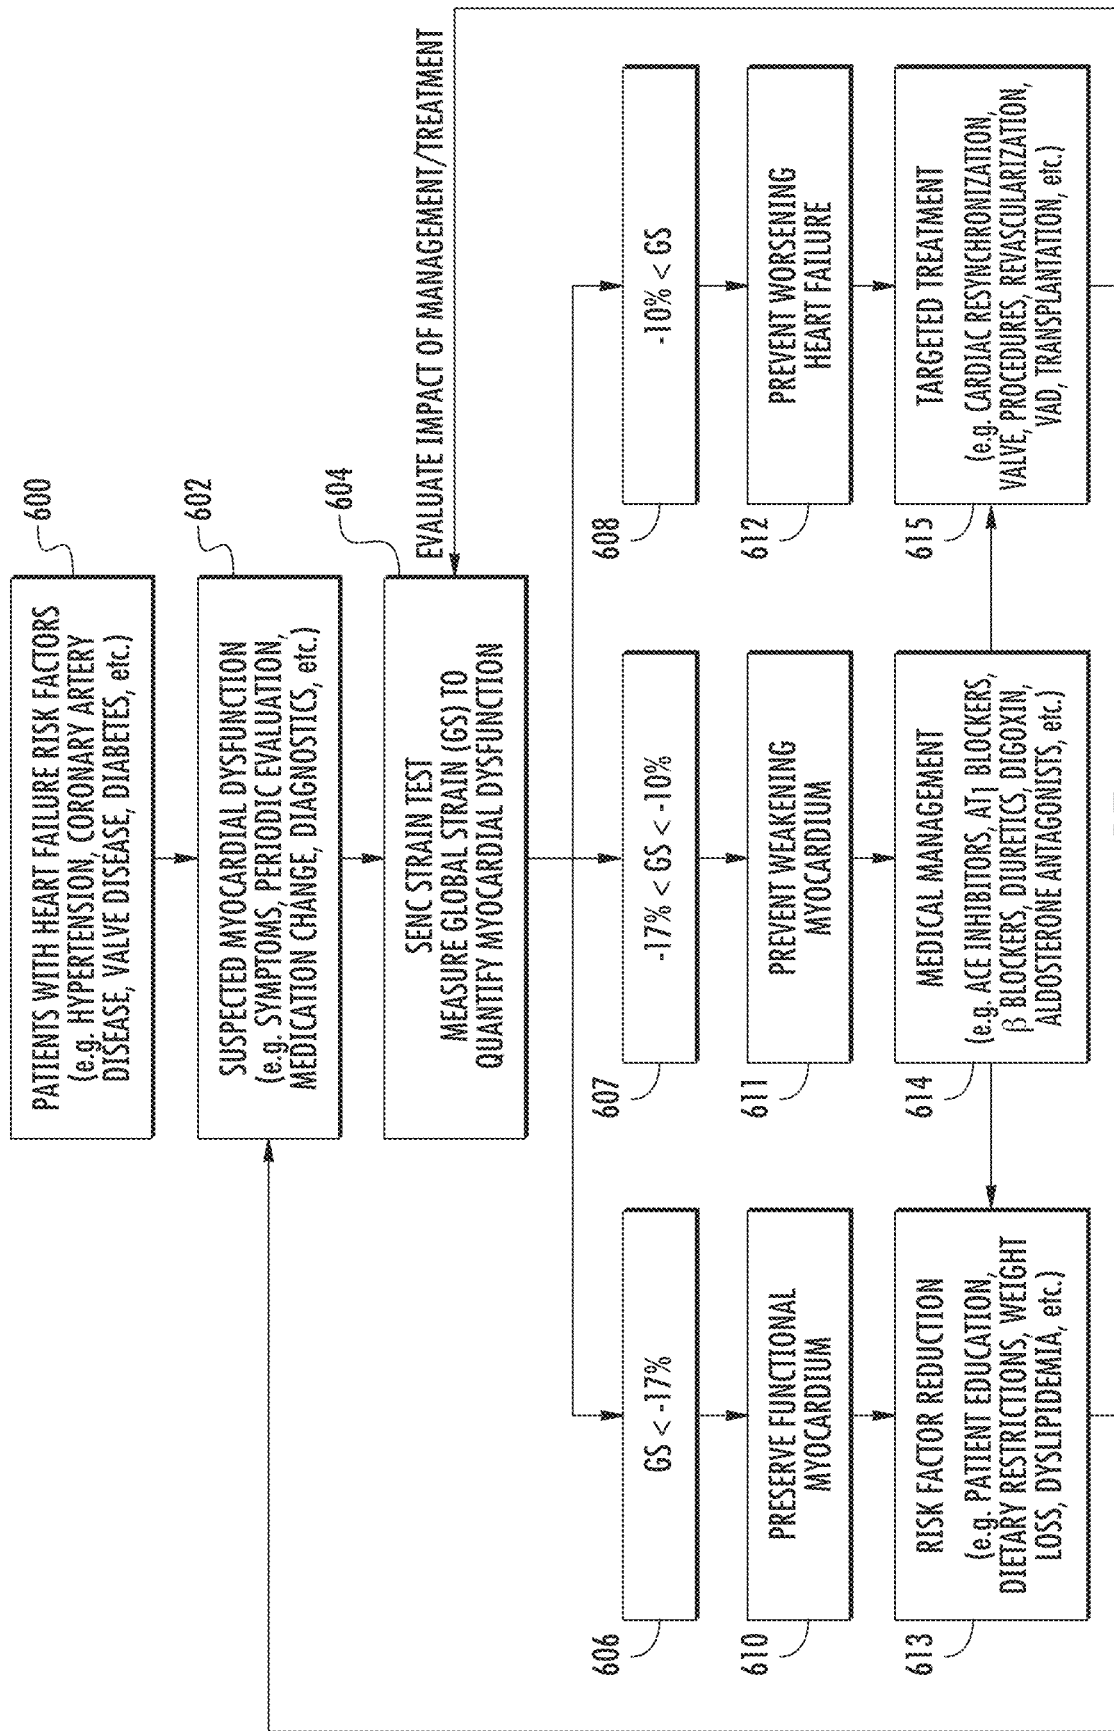 PATIENTS WITH HEART FAILURE RISK FACTORS
(e.g. HYPERTENSION, CORONARY ARTERY
DISEASE, VALVE DISEASE, DIABETES, etc.)
600
SUSPECTED MYOCARDIAL DYSFUNCTION
(e.g. SYMPTOMS, PERIODIC EVALUATION,
MEDICATION CHANGE, DIAGNOSTICS, etc.)
602
SENC STRAIN TEST
MEASURE GLOBAL STRAIN (GS) TO
QUANTIFY MYOCARDIAL DYSFUNCTION
604
EVALUATE IMPACT OF MANAGEMENT/TREATMENT
606
GS < -17%
607
-17% < GS < -10%
608
-10% < GS
610
PRESERVE FUNCTIONAL
MYOCARDIUM
611
PREVENT WEAKENING
MYOCARDIUM
612
PREVENT WORSENING
HEART FAILURE
613
RISK FACTOR REDUCTION
(e.g. PATIENT EDUCATION,
DIETARY RESTRICTIONS, WEIGHT
LOSS, DYSLIPIDEMIA, etc.)
614
MEDICAL MANAGEMENT
(e.g. ACE INHIBITORS, AT1 BLOCKERS,
β BLOCKERS, DIURETICS, DIGOXIN,
ALDOSTERONE ANTAGONISTS, etc.)
615
TARGETED TREATMENT
(e.g. CARDIAC RESYNCHRONIZATION,
VALVE, PROCEDURES, REVASCULARIZATION,
VAD, TRANSPLANTATION, etc.)